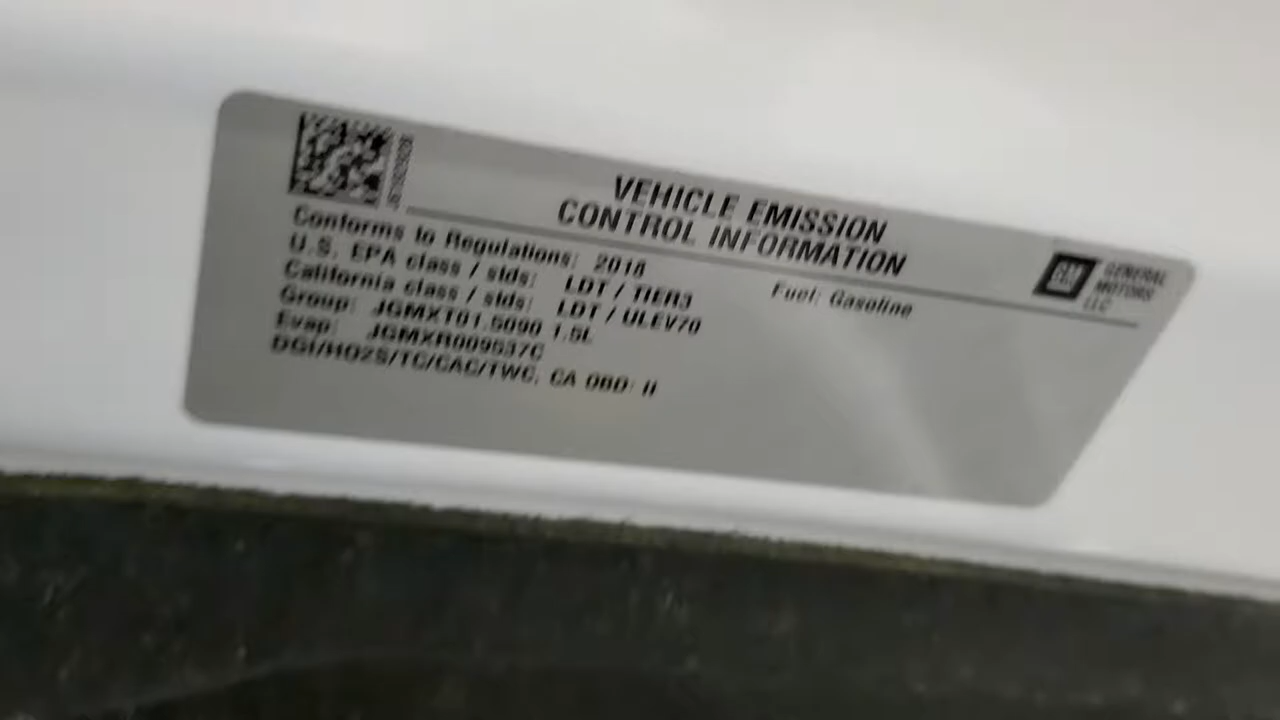 VEHICLE EMISSION
CONTROL INFORMATION
GM GENERAL MOTORS LLC
Conforms to Regulations: 2018 Fuel: Gasoline
U.S. EPA class / stds: LDT / TIER3
California class / stds: LDT / ULEV70
Group: JGMXT01.5090 1.5L
Evap: JGMXR009537C
DGI/HO2S/TC/CAC/TWC, CA OBD: II